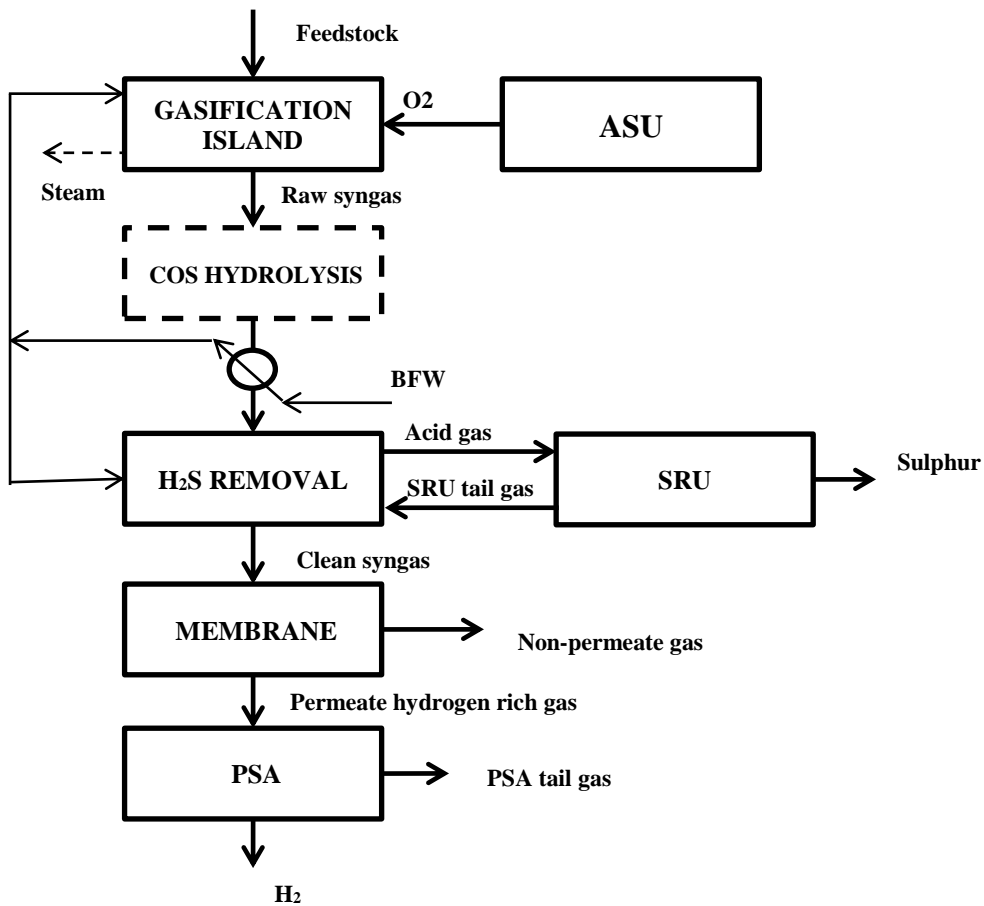 Feedstock
GASIFICATION
ISLAND
O2
ASU
Steam
Raw syngas
COS HYDROLYSIS
BFW
H₂S REMOVAL
Acid gas
SRU tail gas
SRU
Sulphur
Clean syngas
MEMBRANE
Non-permeate gas
Permeate hydrogen rich gas
PSA
PSA tail gas
H₂